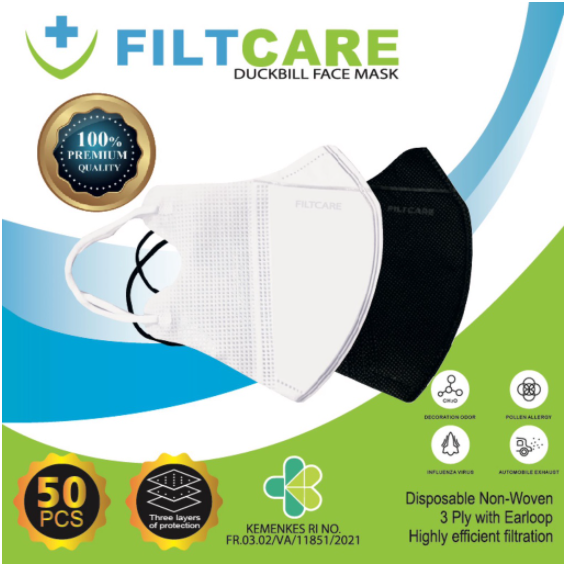 FILTCARE
DUCKBILL FACE MASK
100%
PREMIUM
QUALITY
FILTCARE
FILTCARE
CH₂O
DECORATION ODOR
POLLEN ALLERGY
INFLUENZA VIRUS
AUTOMOBILE EXHAUST
50
PCS
Three layers
of protection
KEMENKES RI NO.
FR.03.02/VA/11851/2021
Disposable Non-Woven
3 Ply with Earloop
Highly efficient filtration